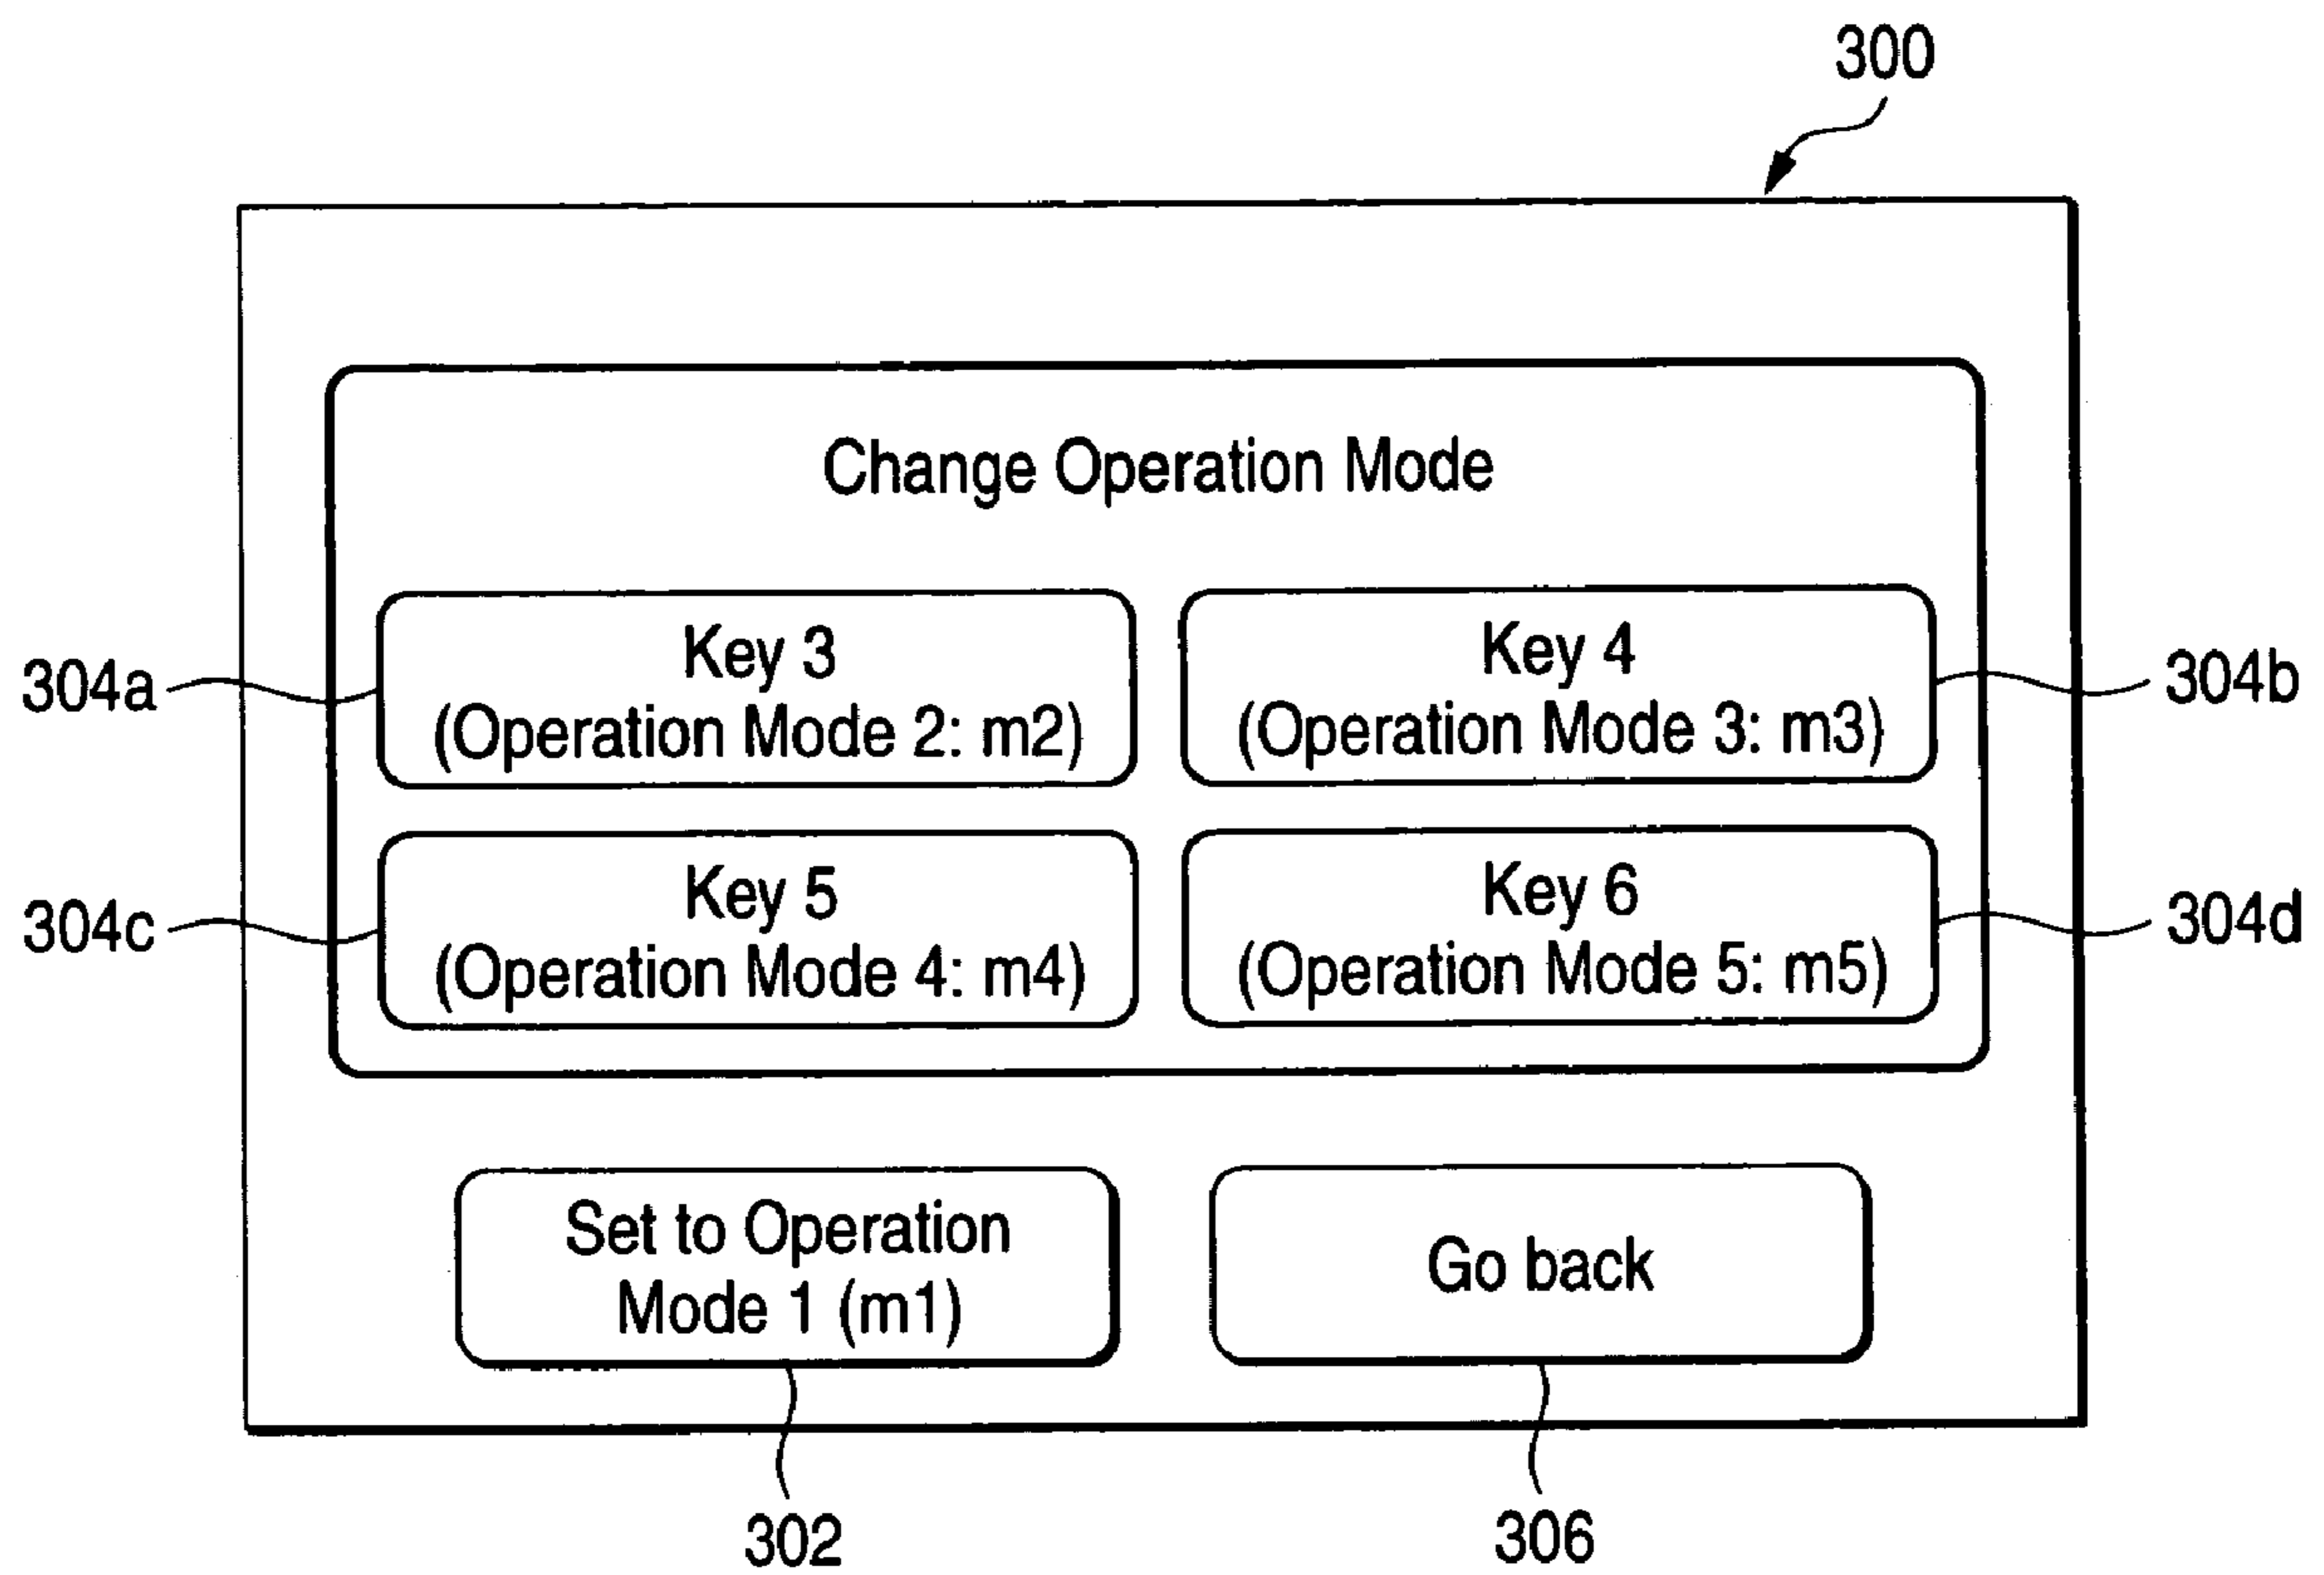 300
Change Operation Mode
304a
Key 3
(Operation Mode 2: m2)
Key 4
(Operation Mode 3: m3)
304b
304c
Key 5
(Operation Mode 4: m4)
Key 6
(Operation Mode 5: m5)
304d
Set to Operation
Mode 1 (m1)
Go back
302
306